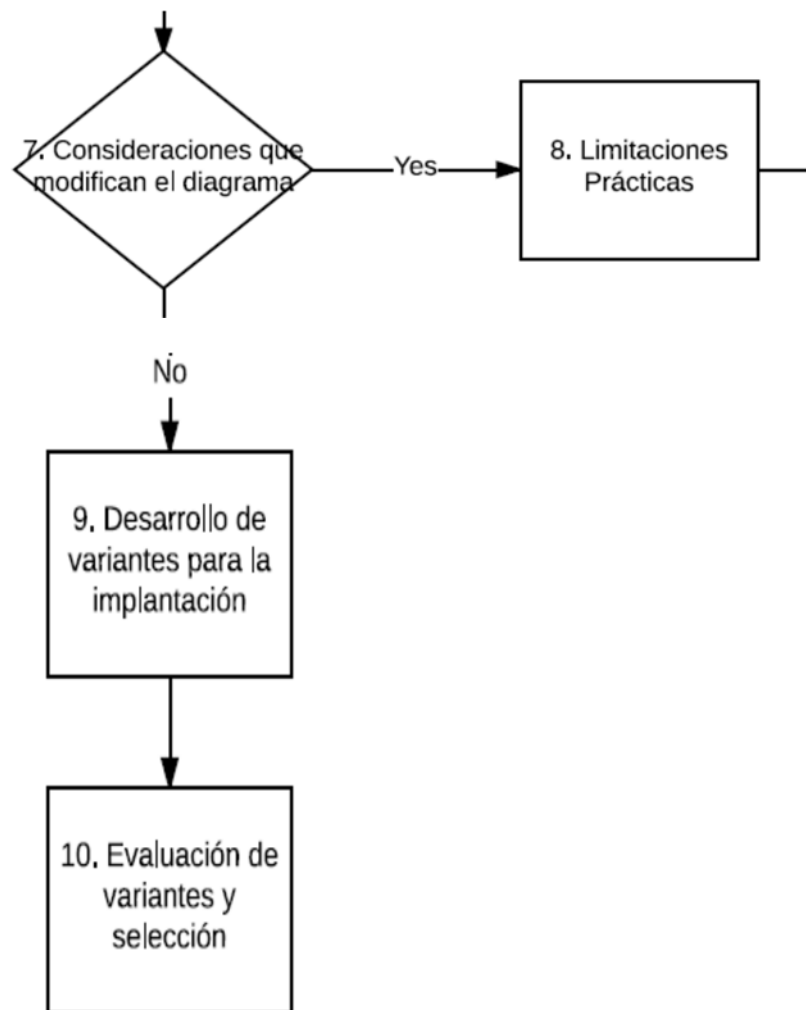 7. Consideraciones que
modifican el diagrama
Yes
8. Limitaciones
Prácticas
No
9. Desarrollo de
variantes para la
implantación
10. Evaluación de
variantes y
selección